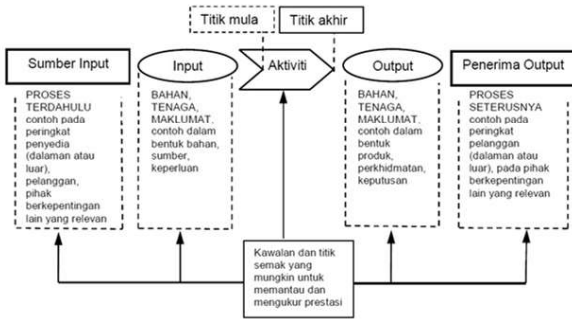 Titik mula
Titik akhir
Sumber Input
Input
Aktiviti
Output
Penerima Output
PROSES
TERDAHULU
contoh pada
peringkat
penyedia
(dalaman atau
luar),
pelanggan,
pihak
berkepentingan
lain yang relevan
BAHAN,
TENAGA,
MAKLUMAT.
contoh dalam
bentuk bahan,
sumber,
keperluan
BAHAN,
TENAGA,
MAKLUMAT.
contoh dalam
bentuk
produk,
perkhidmatan,
keputusan
PROSES
SETERUSNYA
contoh pada
peringkat
pelanggan
(dalaman atau
luar), pada pihak
berkepentingan
lain yang relevan
Kawalan dan titik
semak yang
mungkin untuk
memantau dan
mengukur prestasi